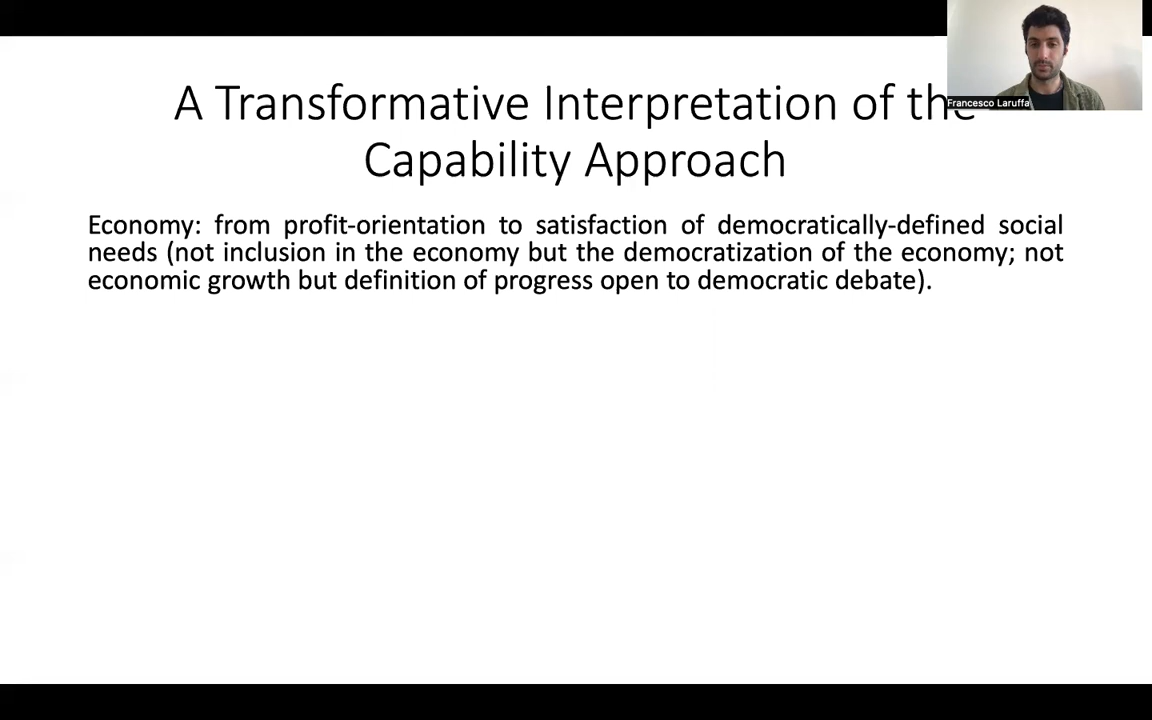 A Transformative Interpretation of the
Capability Approach
Francesco Laruffa
Economy: from profit-orientation to satisfaction of democratically-defined social
needs (not inclusion in the economy but the democratization of the economy; not
economic growth but definition of progress open to democratic debate).